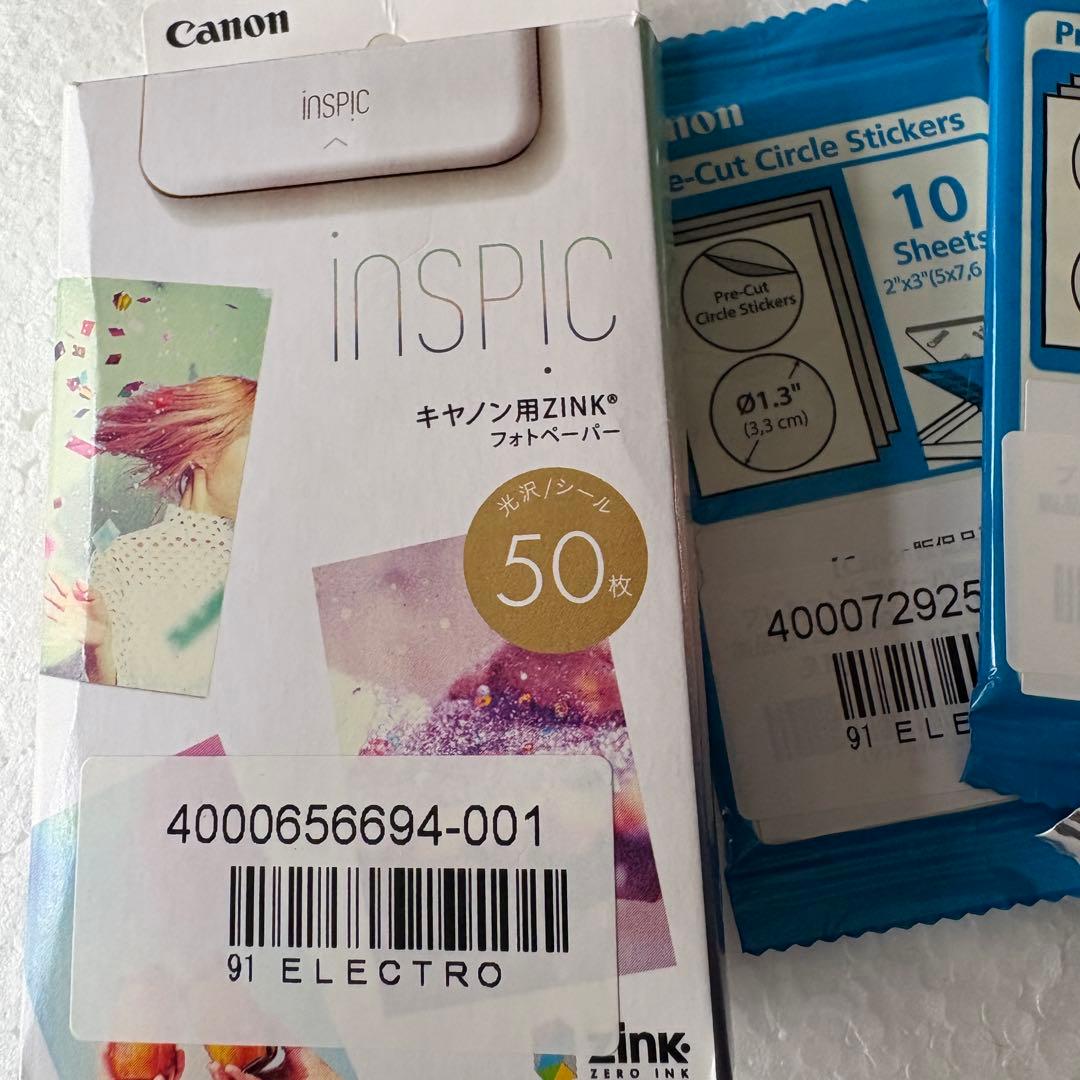 Canon
inSPiC
inSPiC
キヤノン用ZINK®
フォトペーパー
光沢/シール
50枚
4000656694-001
91 ELECTRO
Zink
ZERO INK
non
e-Cut Circle Stickers
10
Sheets
2"x3"(5x7,6
Pre-Cut
Circle Stickers
Ø1.3"
(3,3 cm)
400072925
91 ELE